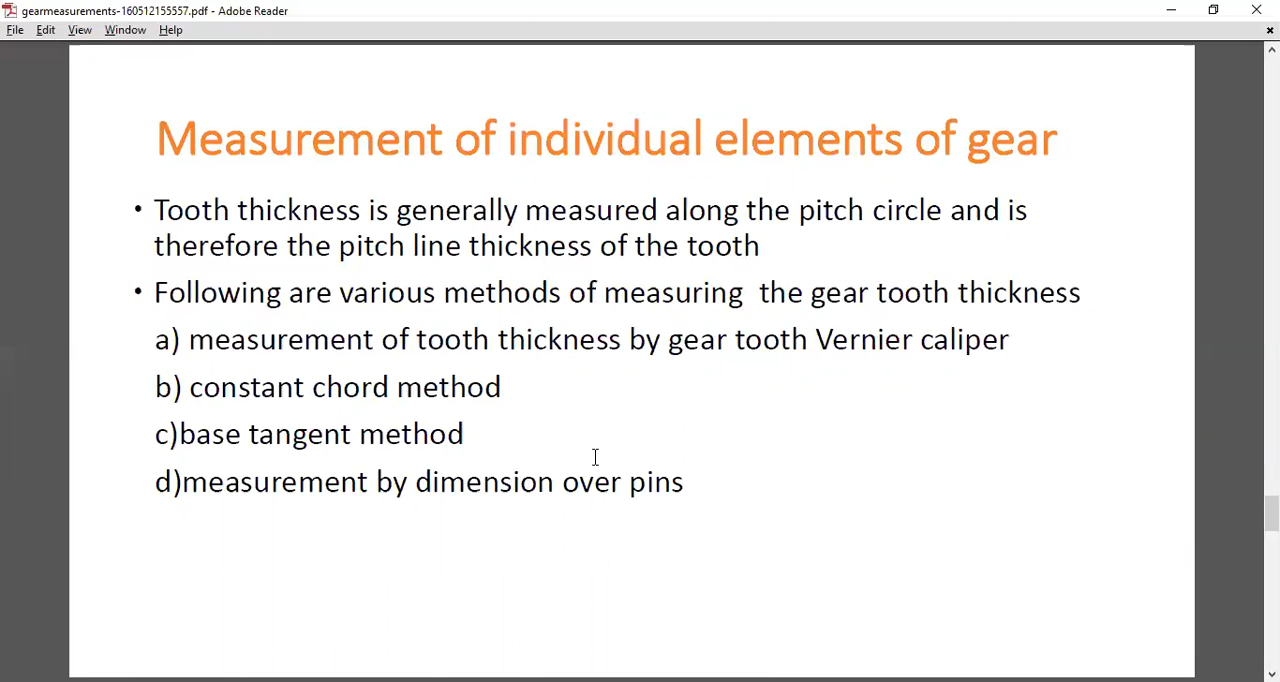 gearmeasurements-160512155557.pdf - Adobe Reader
File Edit View Window Help
Measurement of individual elements of gear
• Tooth thickness is generally measured along the pitch circle and is
therefore the pitch line thickness of the tooth
• Following are various methods of measuring  the gear tooth thickness
a) measurement of tooth thickness by gear tooth Vernier caliper
b) constant chord method
c)base tangent method
d)measurement by dimension over pins